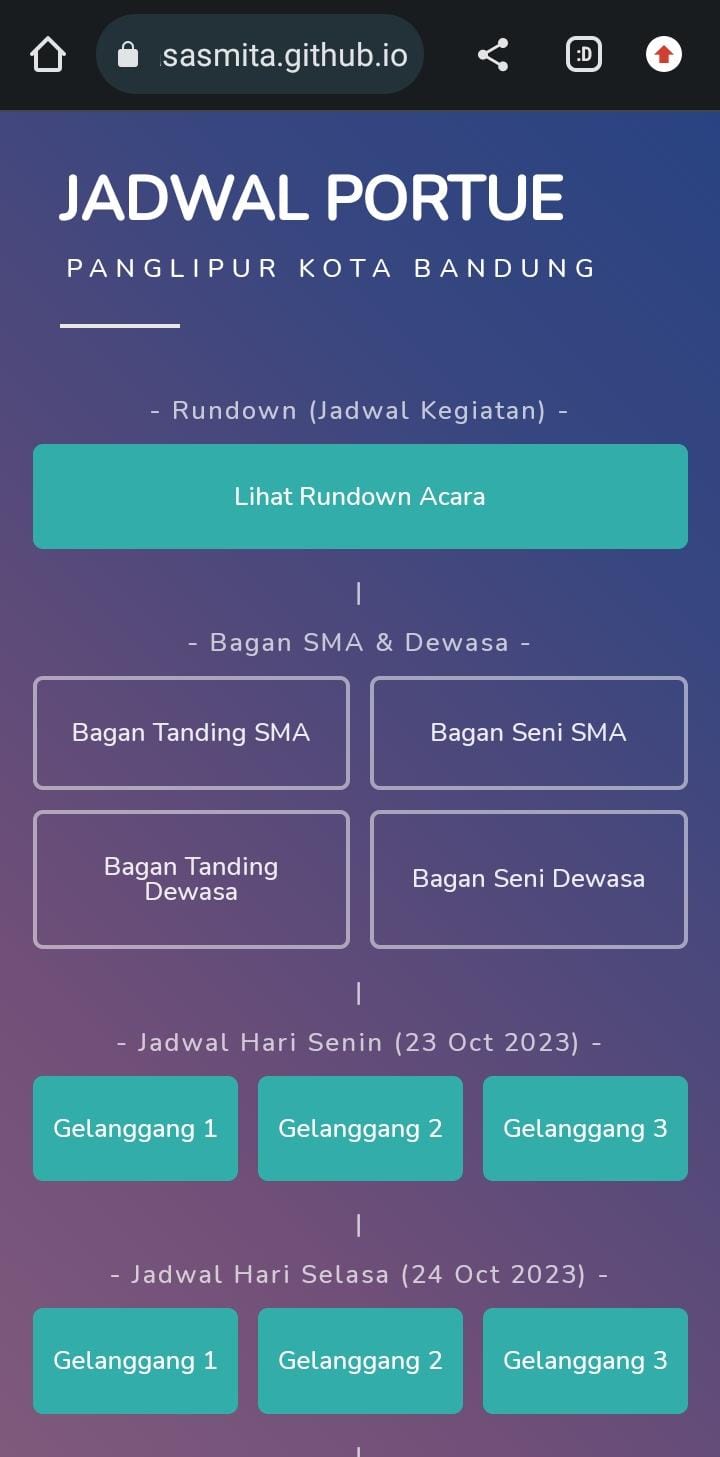 sasmita.github.io
:D
JADWAL PORTUE
PANGLIPUR KOTA BANDUNG
- Rundown (Jadwal Kegiatan) -
Lihat Rundown Acara
|
- Bagan SMA & Dewasa -
Bagan Tanding SMA
Bagan Seni SMA
Bagan Tanding
Dewasa
Bagan Seni Dewasa
|
- Jadwal Hari Senin (23 Oct 2023) -
Gelanggang 1
Gelanggang 2
Gelanggang 3
|
- Jadwal Hari Selasa (24 Oct 2023) -
Gelanggang 1
Gelanggang 2
Gelanggang 3
|